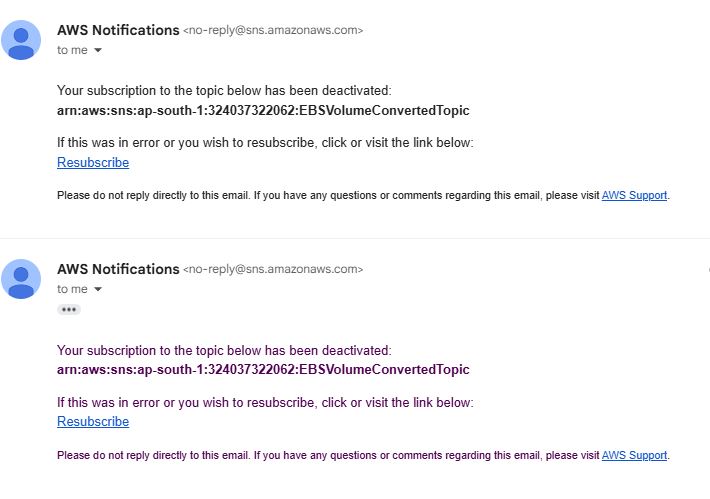 AWS Notifications <no-reply@sns.amazonaws.com>
to me
Your subscription to the topic below has been deactivated:
arn:aws:sns:ap-south-1:324037322062:EBSVolumeConvertedTopic
If this was in error or you wish to resubscribe, click or visit the link below:
Resubscribe
Please do not reply directly to this email. If you have any questions or comments regarding this email, please visit AWS Support.
AWS Notifications <no-reply@sns.amazonaws.com>
to me
Your subscription to the topic below has been deactivated:
arn:aws:sns:ap-south-1:324037322062:EBSVolumeConvertedTopic
If this was in error or you wish to resubscribe, click or visit the link below:
Resubscribe
Please do not reply directly to this email. If you have any questions or comments regarding this email, please visit AWS Support.